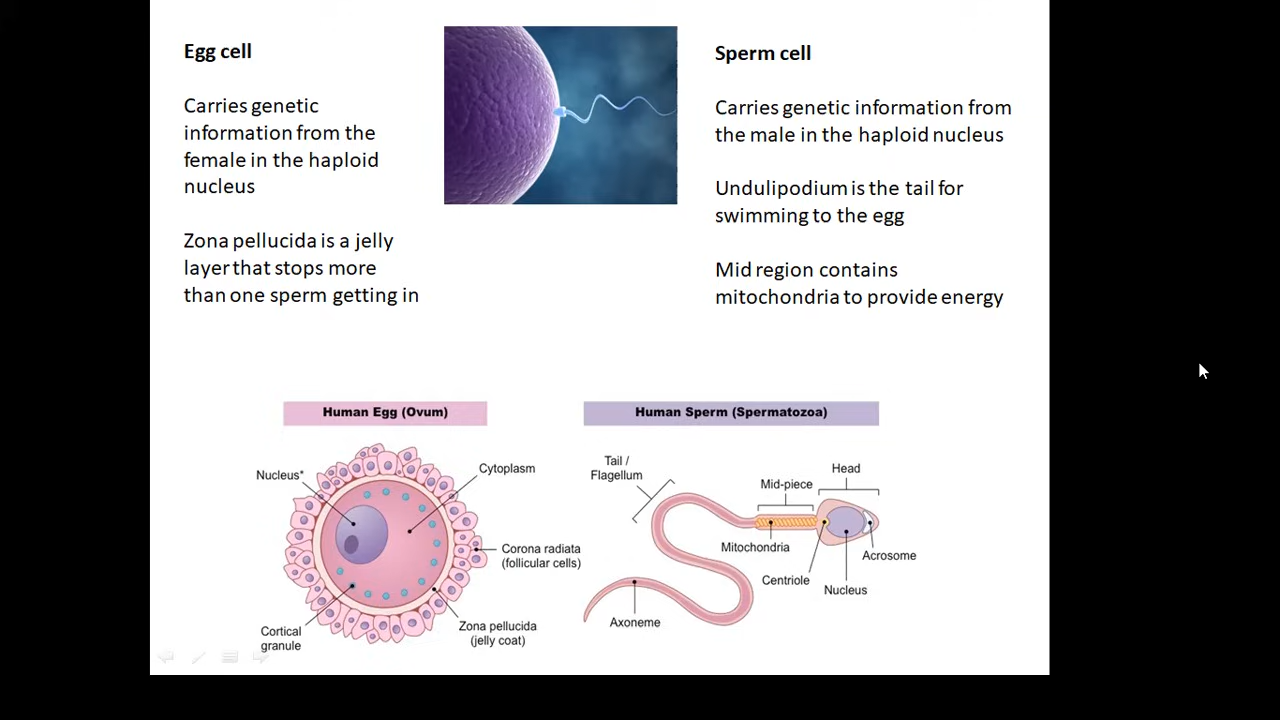 Egg cell
Carries genetic
information from the
female in the haploid
nucleus
Zona pellucida is a jelly
layer that stops more
than one sperm getting in
Sperm cell
Carries genetic information from
the male in the haploid nucleus
Undulipodium is the tail for
swimming to the egg
Mid region contains
mitochondria to provide energy
Human Egg (Ovum)
Nucleus*
Cytoplasm
Corona radiata
(follicular cells)
Zona pellucida
(jelly coat)
Cortical
granule
Human Sperm (Spermatozoa)
Tail /
Flagellum
Mid-piece
Head
Mitochondria
Centriole
Nucleus
Acrosome
Axoneme